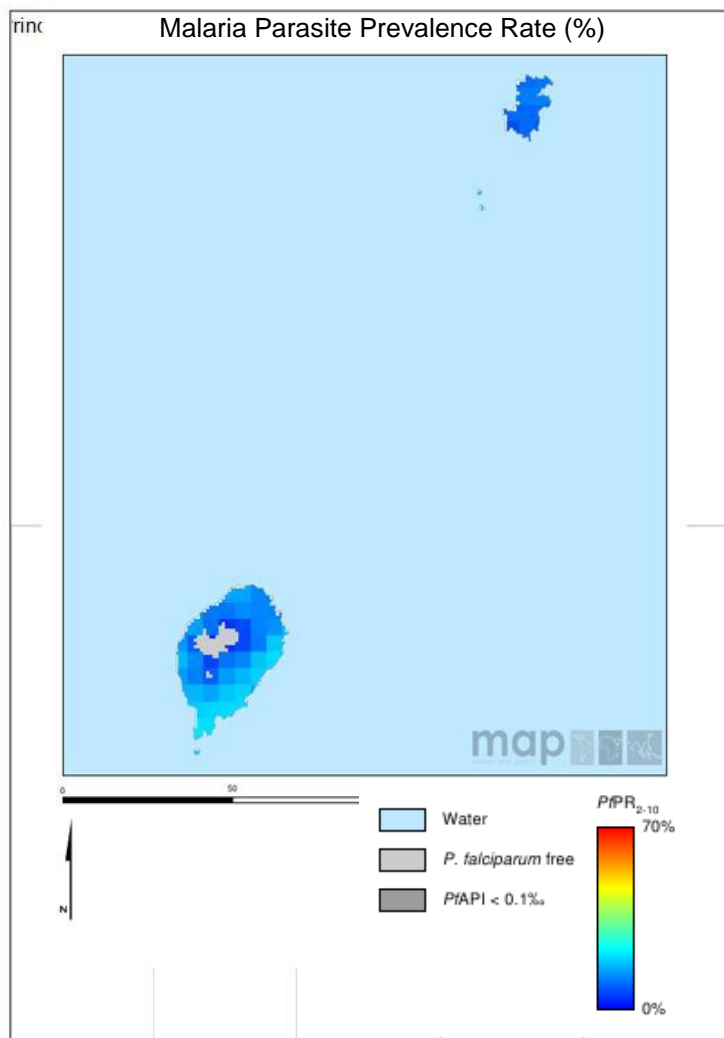 rinc
Malaria Parasite Prevalence Rate (%)
map
0
50
N
Water
P. falciparum free
PfAPI < 0.1‰
PfPR2-10
70%
0%